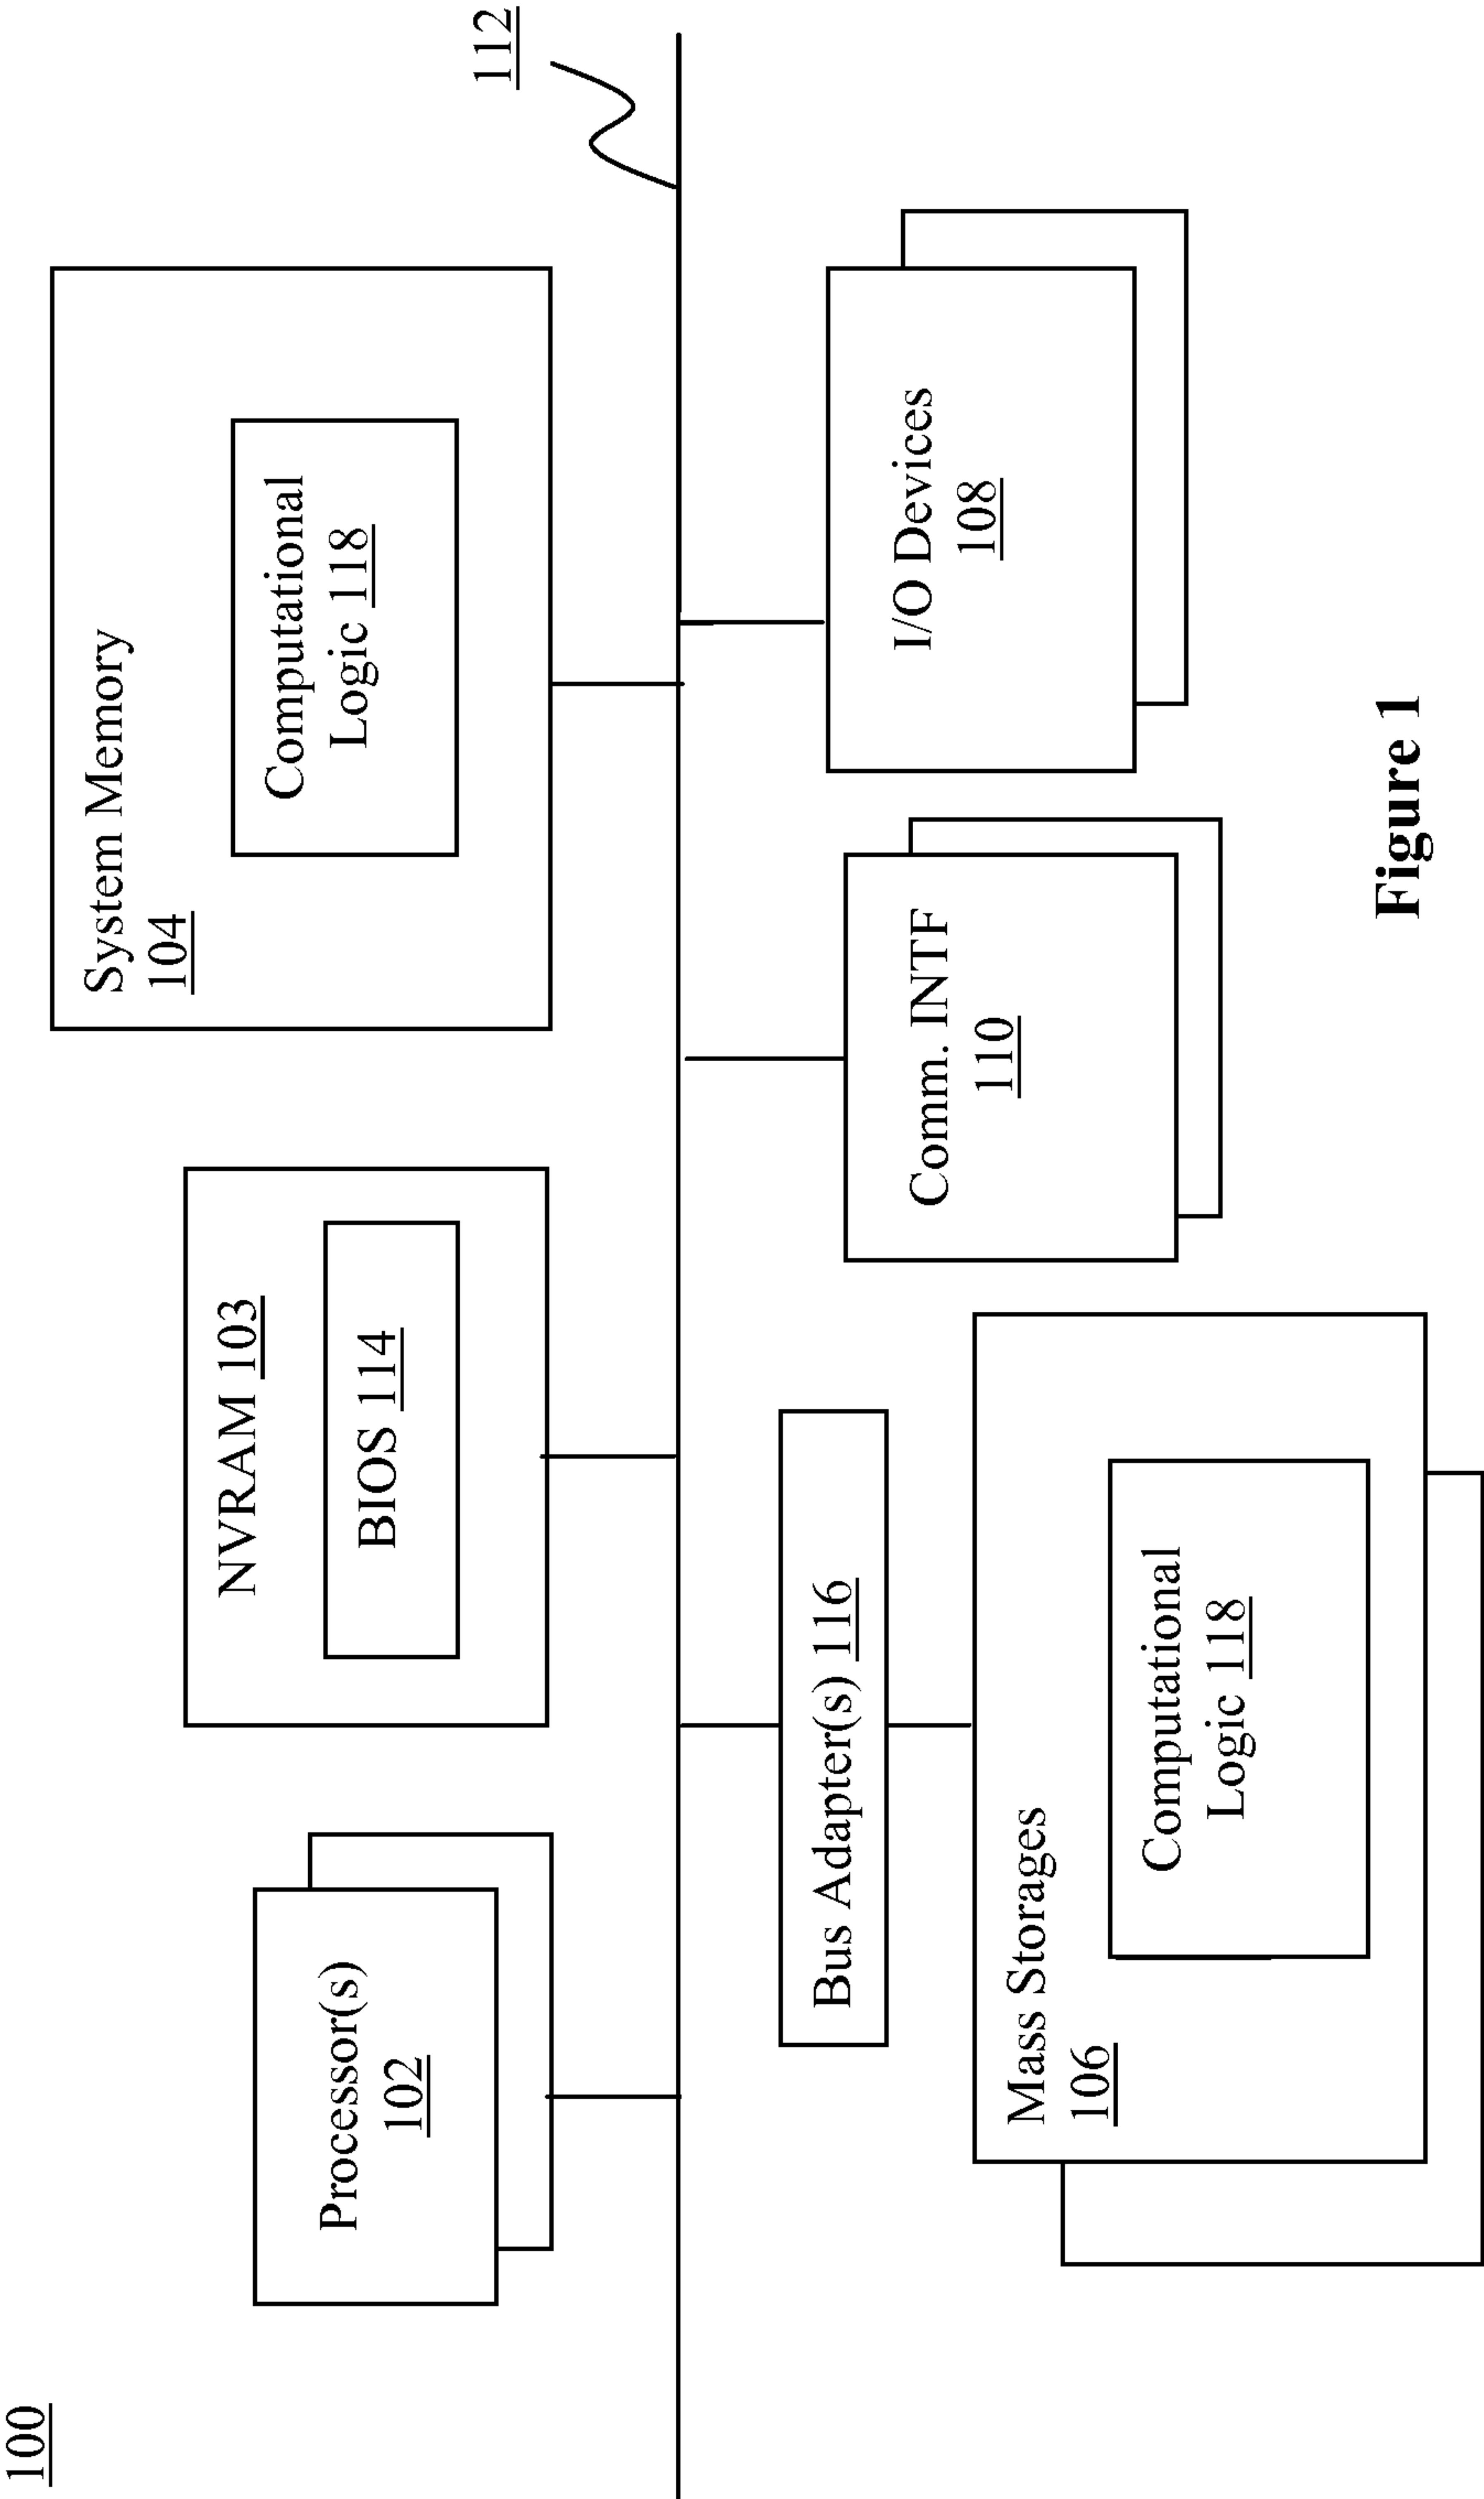 100
112
Processor(s)
102
NVRAM 103
BIOS 114
System Memory
104
Computational
Logic 118
Bus Adapter(s) 116
Mass Storages
106
Computational
Logic 118
Comm. INTF
110
I/O Devices
108
Figure 1